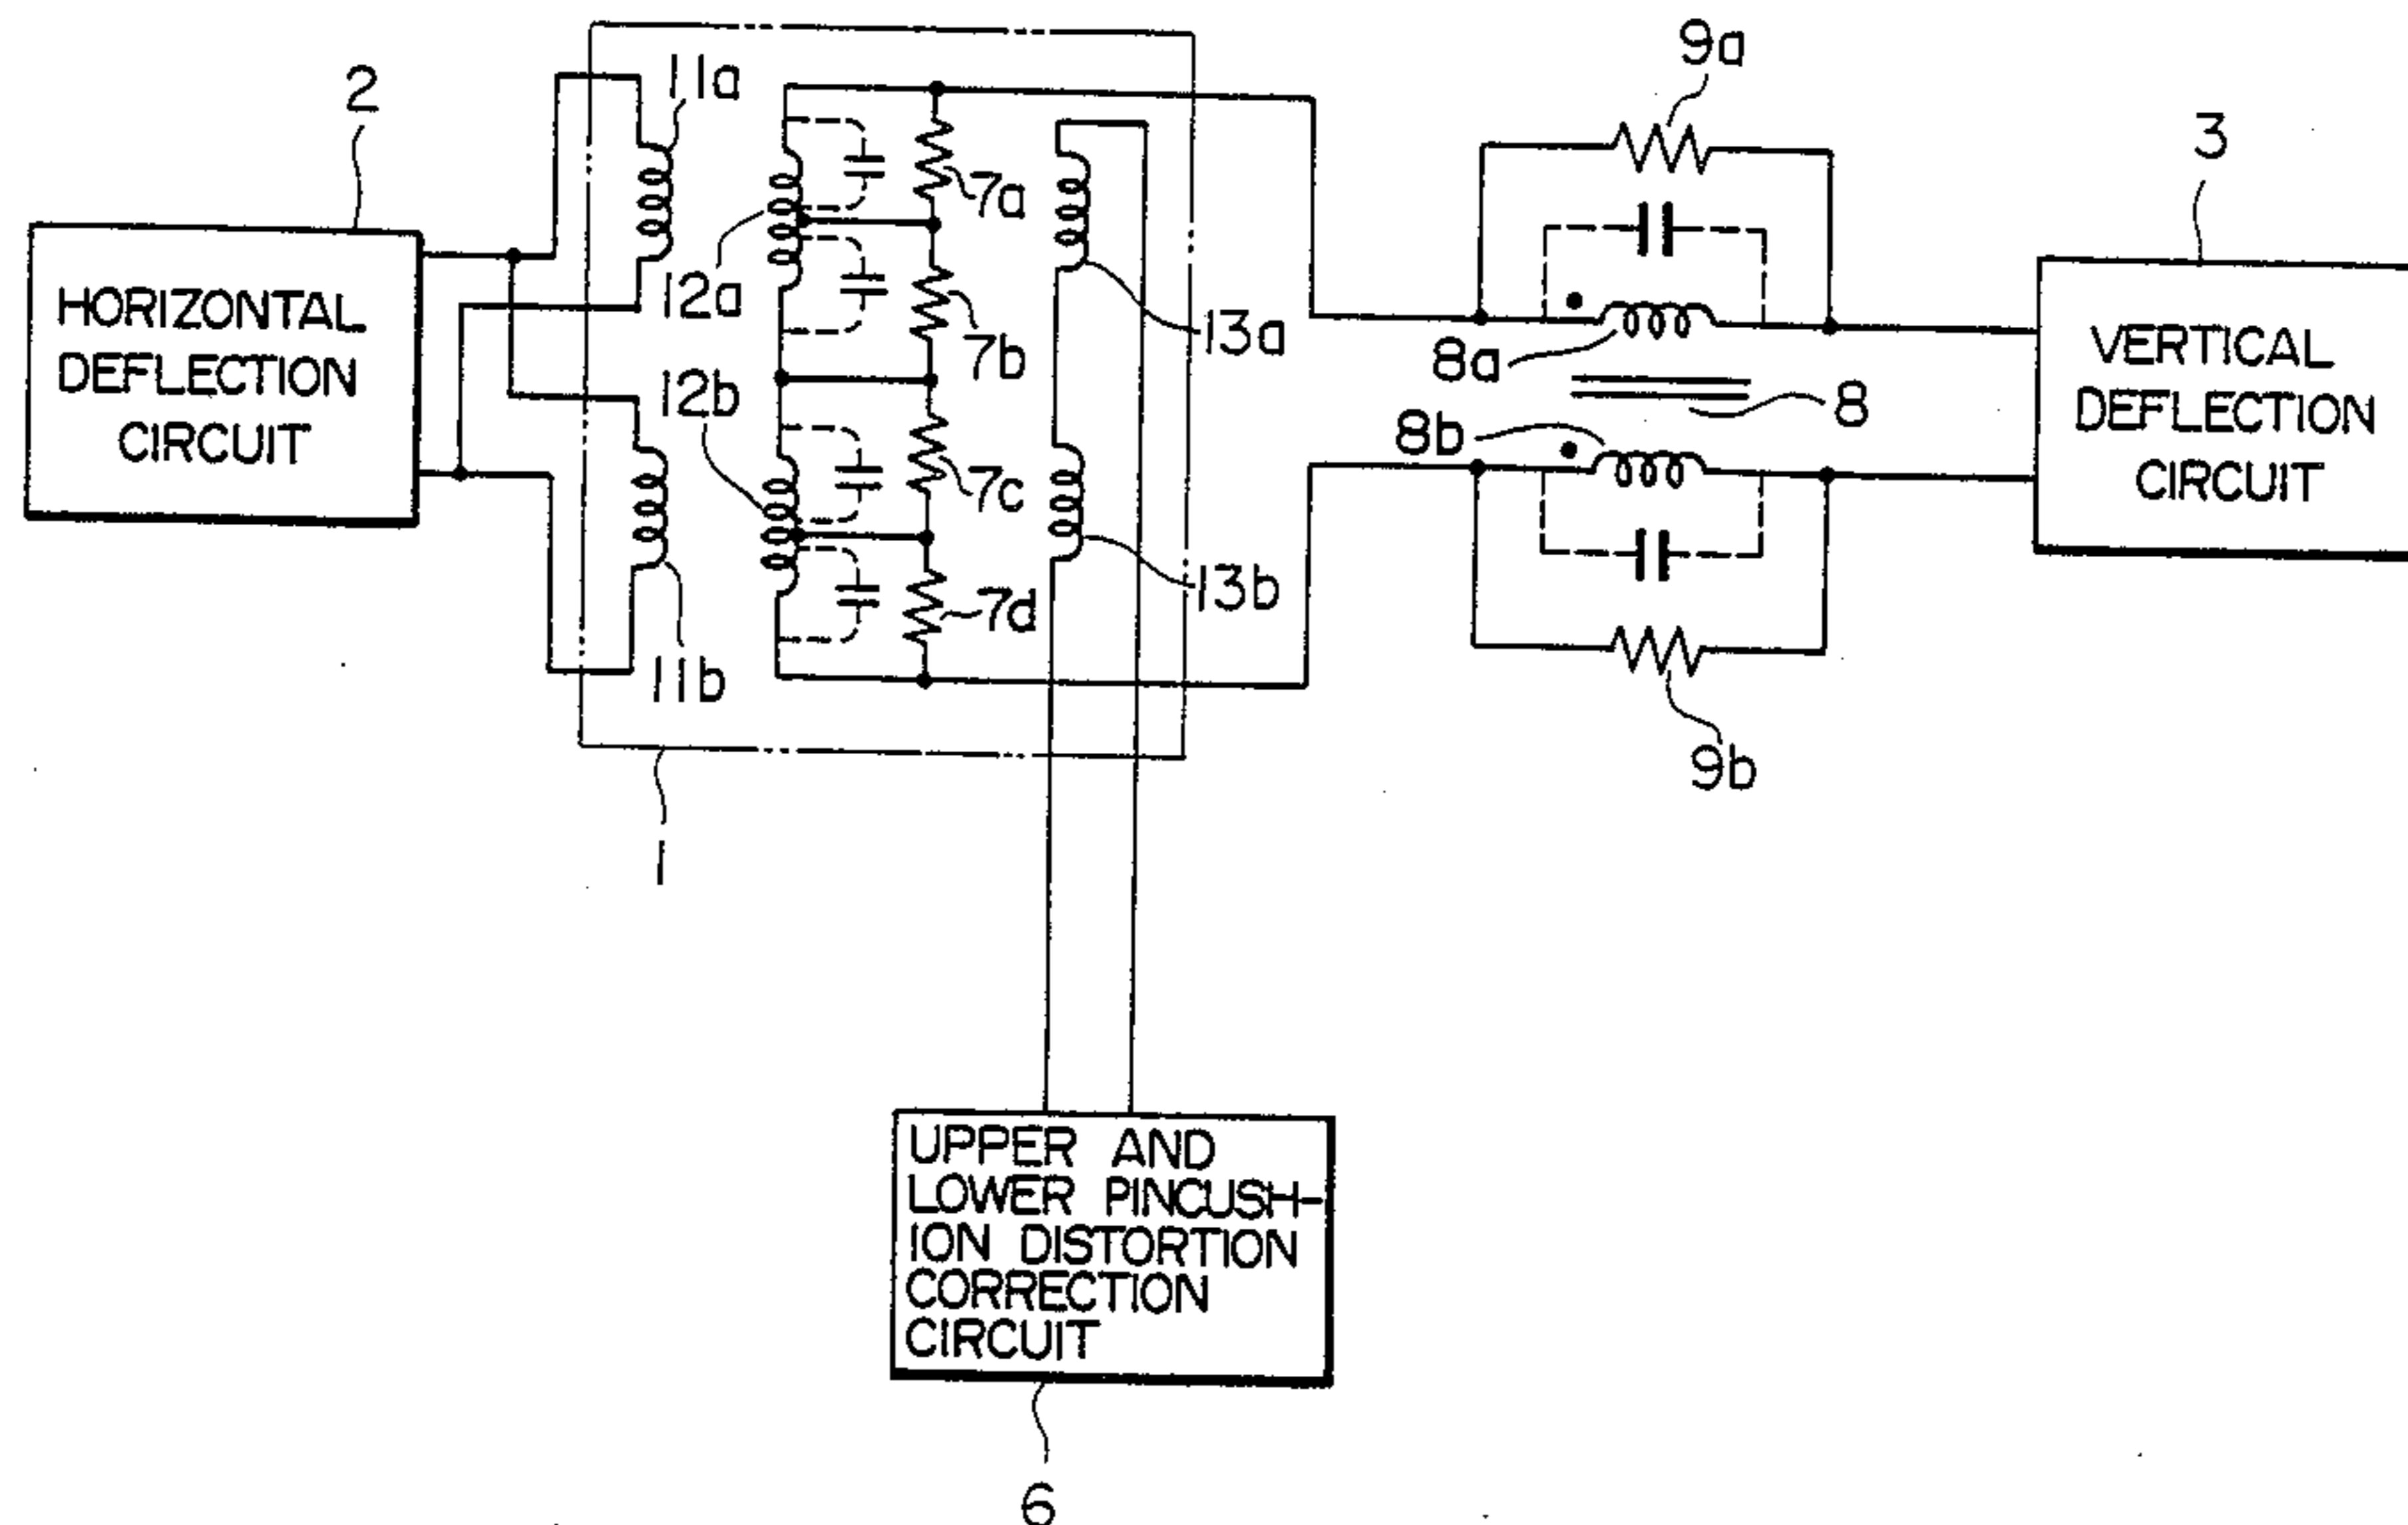 2
HORIZONTAL
DEFLECTION
CIRCUIT
11a
11b
12a
12b
7a
7b
7c
7d
13a
13b
1
9a
8a
8
8b
9b
3
VERTICAL
DEFLECTION
CIRCUIT
UPPER AND
LOWER PINCUSH-
ION DISTORTION
CORRECTION
CIRCUIT
6